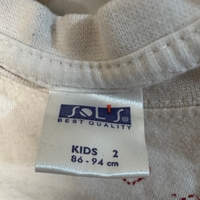 SOL'S
BEST QUALITY
KIDS 2
86 - 94 cm